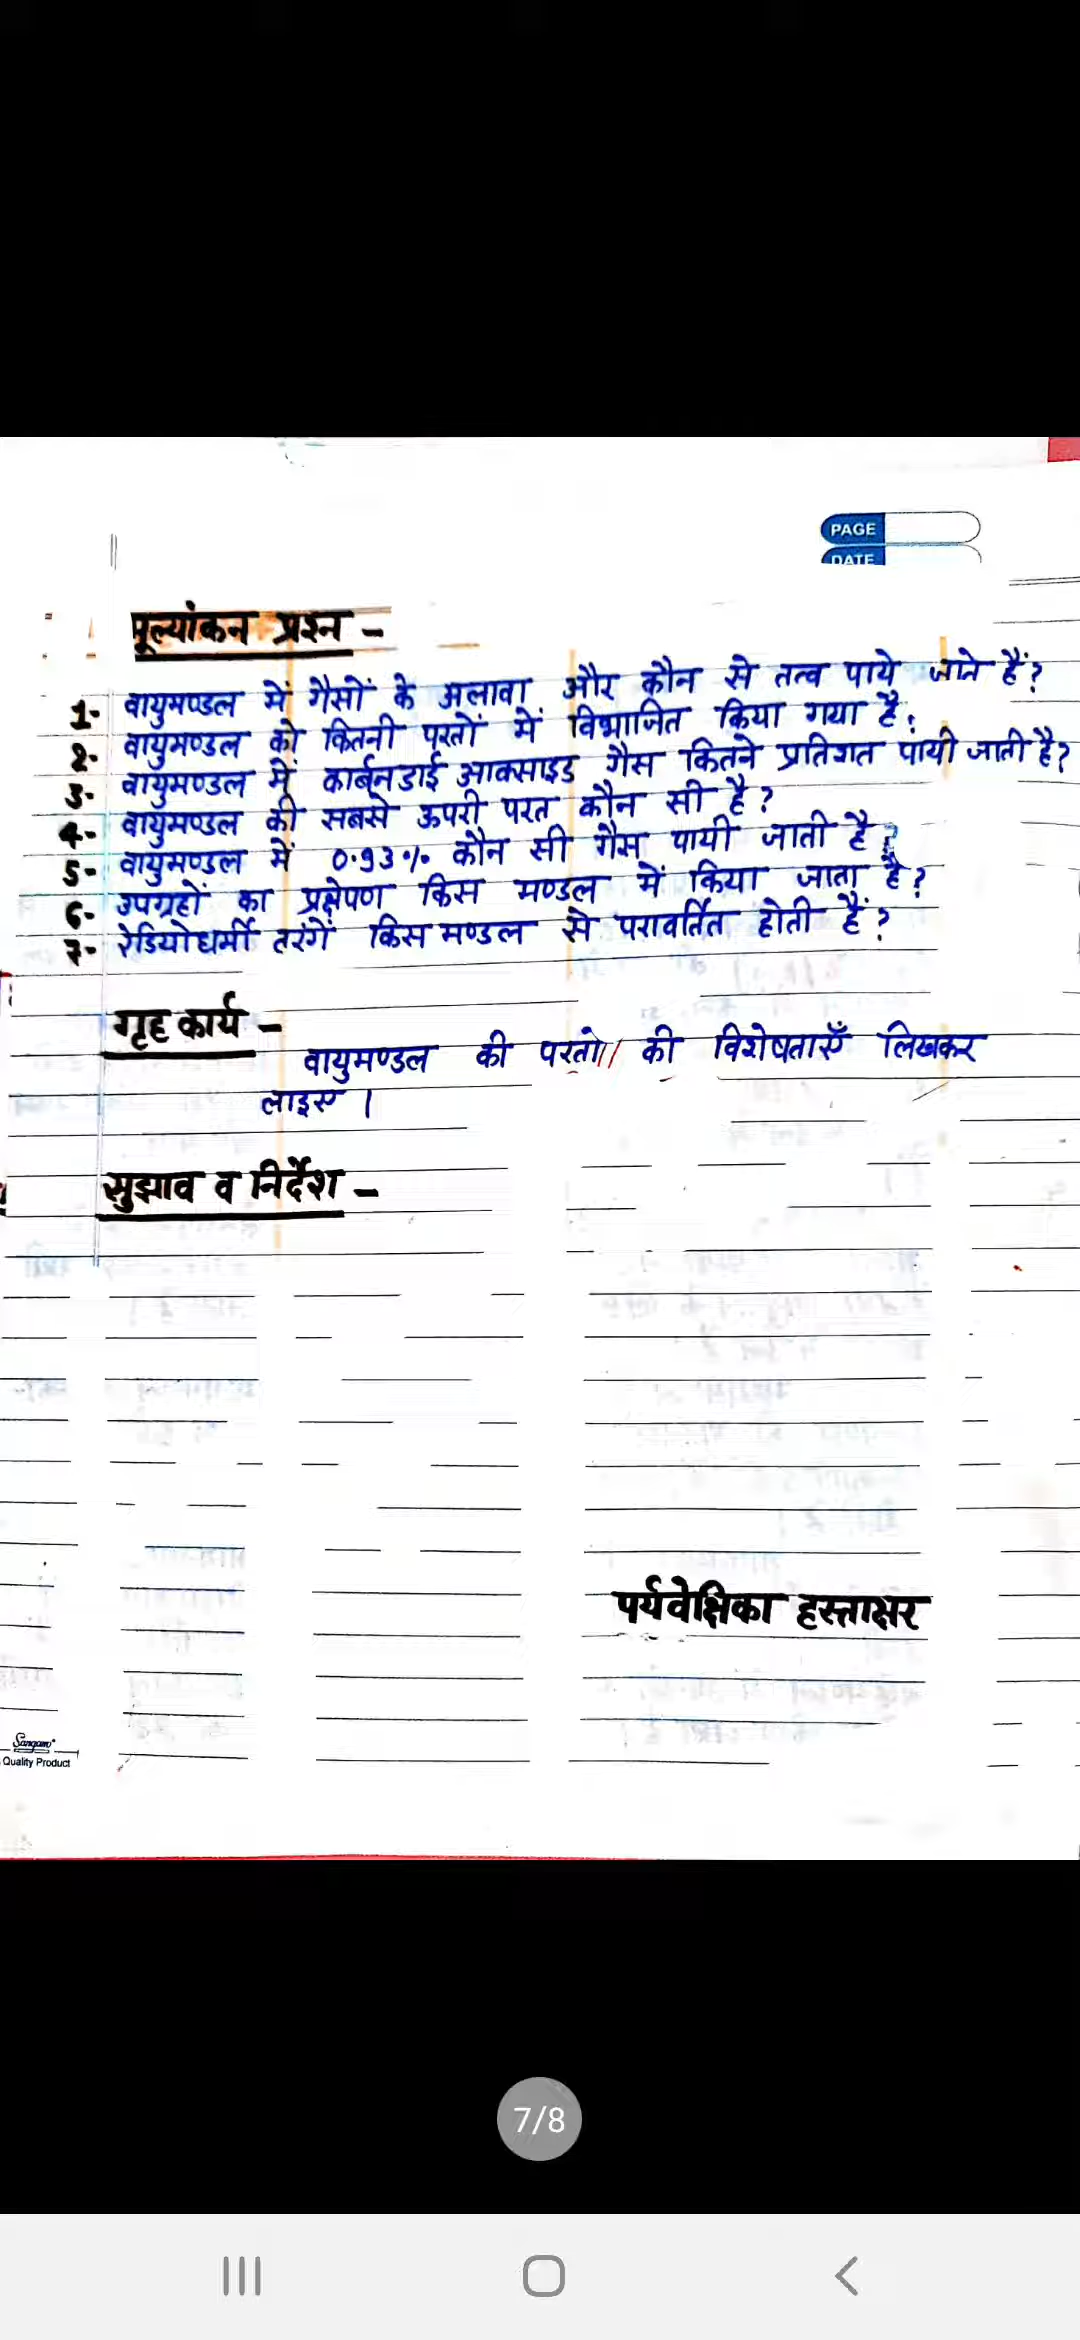 PAGE
DATE
मूल्यांकन प्रश्न -
1- वायुमण्डल में गैसों के अलावा और कौन से तत्व पाये जाते हैं?
2- वायुमण्डल को कितनी परतों में विभाजित किया गया है?
3- वायुमण्डल में कार्बनडाई आक्साइड गैस कितने प्रतिशत पायी जाती है?
4- वायुमण्डल की सबसे ऊपरी परत कौन सी है?
5- वायुमण्डल में 0.93% कौन सी गैस पायी जाती है?
6- उपग्रहों का प्रक्षेपण किस मण्डल में किया जाता है?
7- रेडियोधर्मी तरंगें किस मण्डल से परावर्तित होती हैं?
गृह कार्य -
वायुमण्डल की परतो की विशेषताएँ लिखकर
लाइए।
सुझाव व निर्देश -
पर्यवेक्षिका हस्ताक्षर
Sangam
Quality Product
7/8